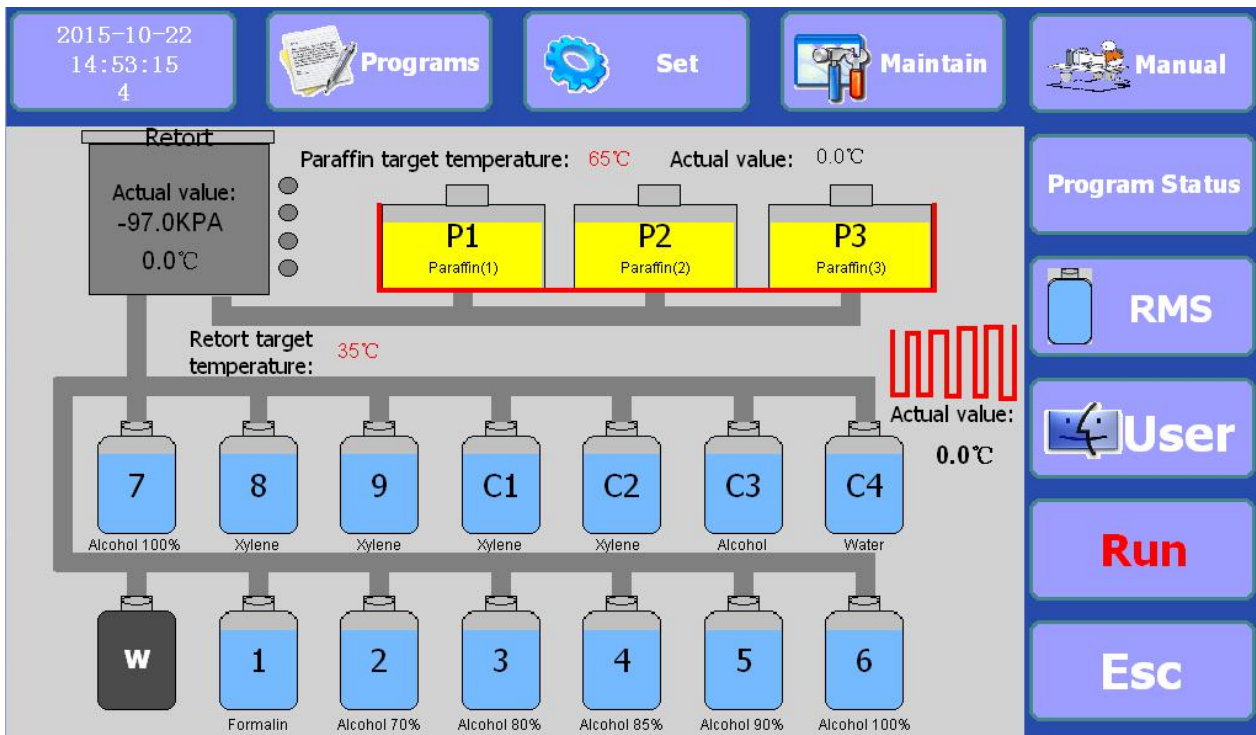 2015-10-22
14:53:15
4
Programs
Set
Maintain
Manual
Retort
Actual value:
-97.0KPA
0.0℃
Paraffin target temperature: 65℃ Actual value: 0.0℃
P1
Paraffin(1)
P2
Paraffin(2)
P3
Paraffin(3)
Program Status
RMS
Retort target
temperature:
35℃
Actual value:
0.0℃
User
7
Alcohol 100%
8
Xylene
9
Xylene
C1
Xylene
C2
Xylene
C3
Alcohol
C4
Water
Run
W
1
Formalin
2
Alcohol 70%
3
Alcohol 80%
4
Alcohol 85%
5
Alcohol 90%
6
Alcohol 100%
Esc